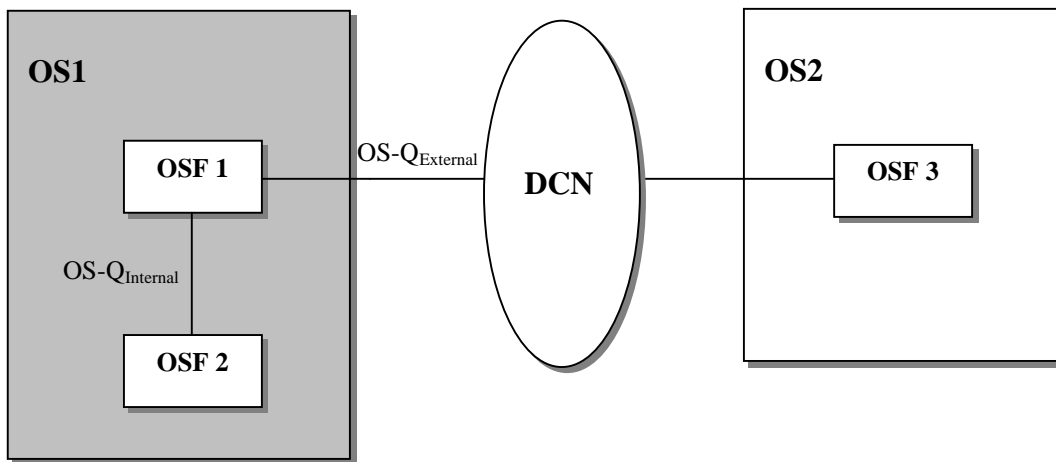 OS1
OS2
OSF 1
OS-QExternal
DCN
OSF 3
OS-QInternal
OSF 2